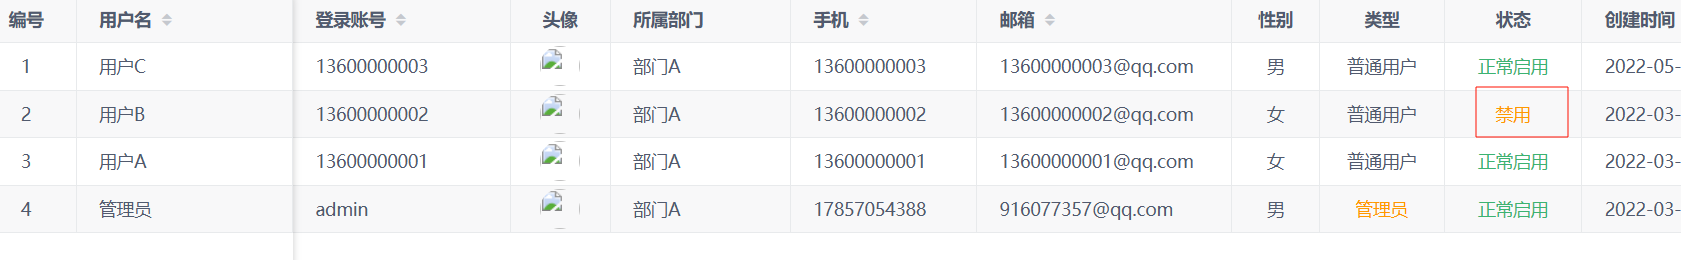 编号 用户名 登录账号 头像 所属部门 手机 邮箱 性别 类型 状态 创建时间
1 用户C 13600000003 部门A 13600000003 13600000003@qq.com 男 普通用户 正常启用 2022-05-
2 用户B 13600000002 部门A 13600000002 13600000002@qq.com 女 普通用户 禁用 2022-03-
3 用户A 13600000001 部门A 13600000001 13600000001@qq.com 女 普通用户 正常启用 2022-03-
4 管理员 admin 部门A 17857054388 916077357@qq.com 男 管理员 正常启用 2022-03-